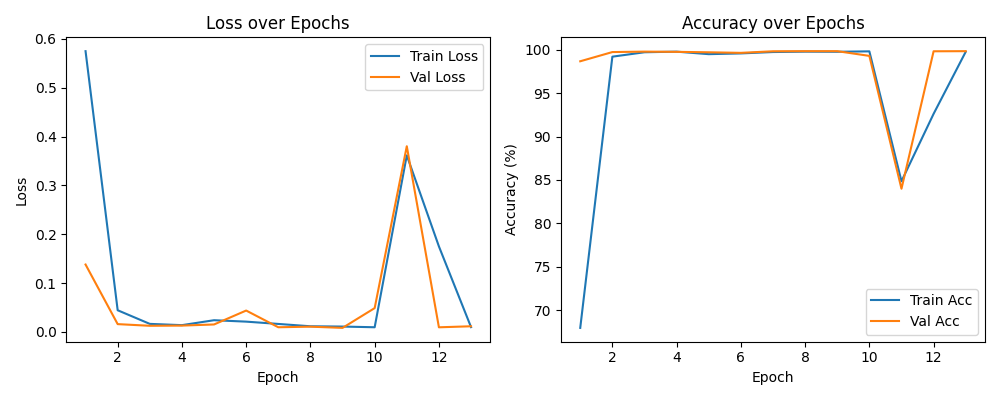 Loss over Epochs
Loss
0.6
0.5
0.4
0.3
0.2
0.1
0.0
Train Loss
Val Loss
2 4 6 8 10 12
Epoch
Accuracy over Epochs
Accuracy (%)
100
95
90
85
80
75
70
Train Acc
Val Acc
2 4 6 8 10 12
Epoch